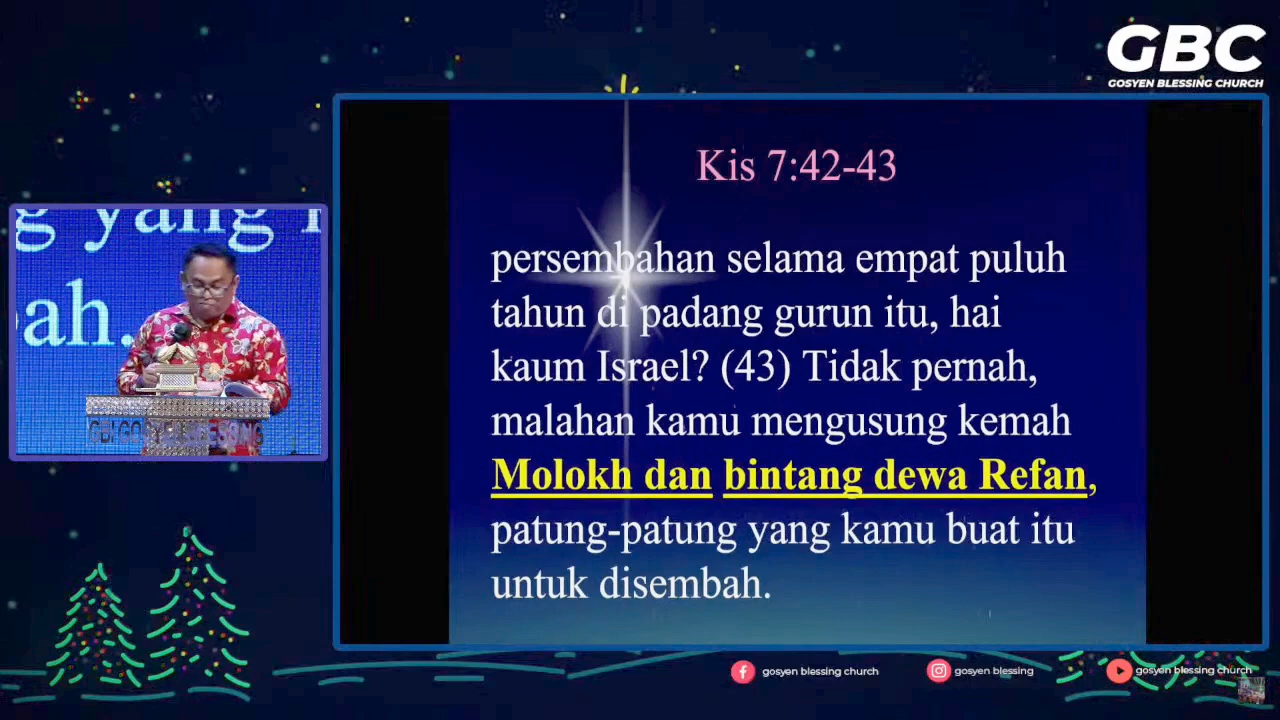 GBC
GOSYEN BLESSING CHURCH
Kis 7:42-43
persembahan selama empat puluh
tahun di padang gurun itu, hai
kaum Israel? (43) Tidak pernah,
malahan kamu mengusung kemah
Molokh dan bintang dewa Refan,
patung-patung yang kamu buat itu
untuk disembah.
g yang
ah.
gosyen blessing church
gosyen blessing
gosyen blessing church